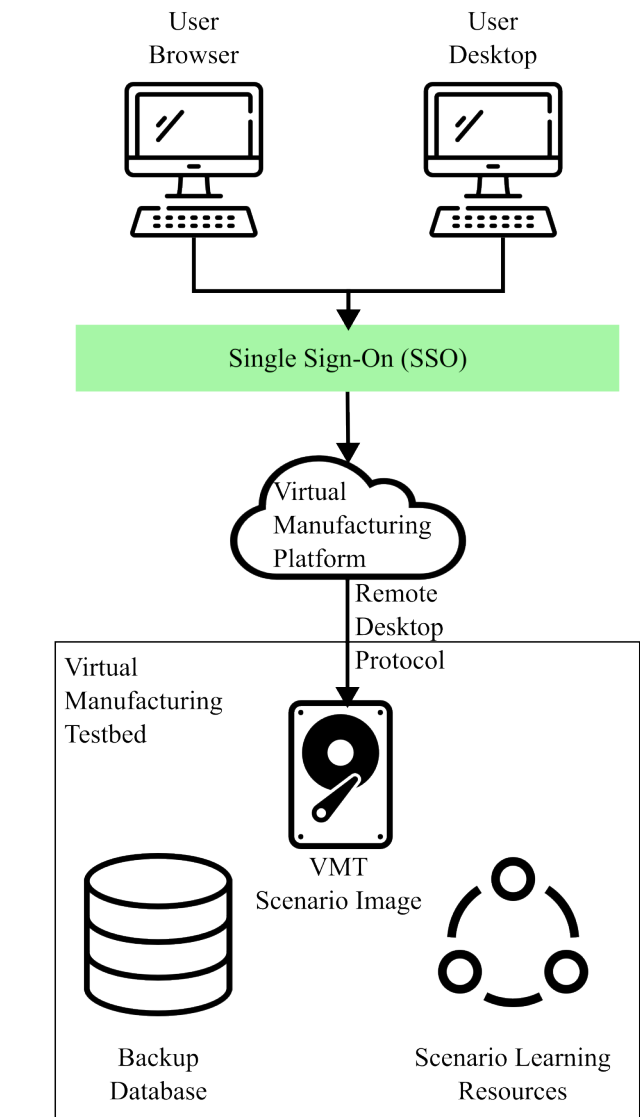 User
Browser
User
Desktop
Single Sign-On (SSO)
Virtual
Manufacturing
Platform
Remote
Desktop
Protocol
Virtual
Manufacturing
Testbed
VMT
Scenario Image
Backup
Database
Scenario Learning
Resources